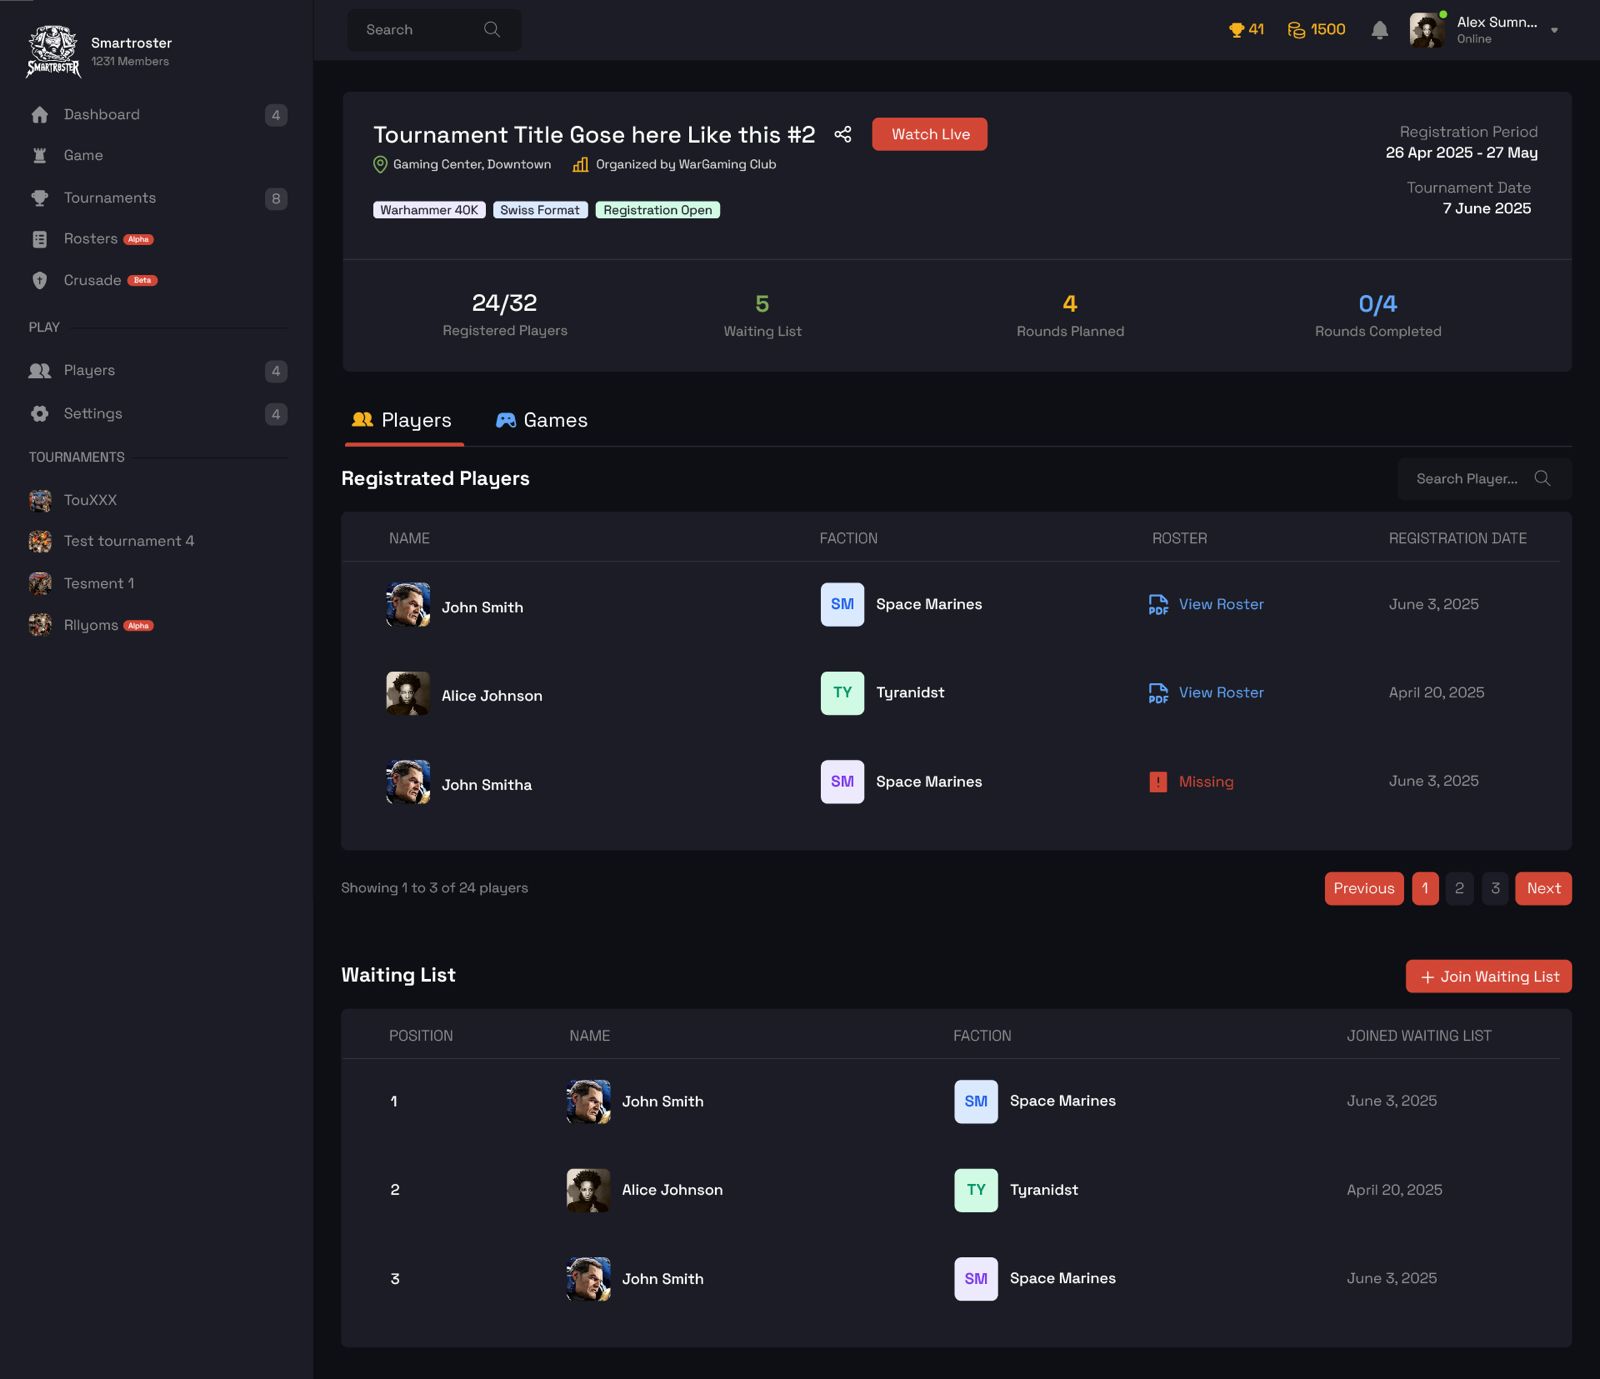 SMARTROSTER
Smartroster
1231 Members
Dashboard 4
Game
Tournaments 8
Rosters Alpha
Crusade Beta
PLAY
Players 4
Settings 4
TOURNAMENTS
TouXXX
Test tournament 4
Tesment 1
Rllyoms Alpha
Search
41
1500
Alex Sumn...
Online
Tournament Title Gose here Like this #2
Watch LIve
Gaming Center, Downtown
Organized by WarGaming Club
Warhammer 40K
Swiss Format
Registration Open
Registration Period
26 Apr 2025 - 27 May
Tournament Date
7 June 2025
24/32
Registered Players
5
Waiting List
4
Rounds Planned
0/4
Rounds Completed
Players
Games
Registrated Players
Search Player...
NAME FACTION ROSTER REGISTRATION DATE
John Smith SM Space Marines PDF View Roster June 3, 2025
Alice Johnson TY Tyranidst PDF View Roster April 20, 2025
John Smitha SM Space Marines ! Missing June 3, 2025
Showing 1 to 3 of 24 players
Previous 1 2 3 Next
Waiting List
+ Join Waiting List
POSITION NAME FACTION JOINED WAITING LIST
1 John Smith SM Space Marines June 3, 2025
2 Alice Johnson TY Tyranidst April 20, 2025
3 John Smith SM Space Marines June 3, 2025